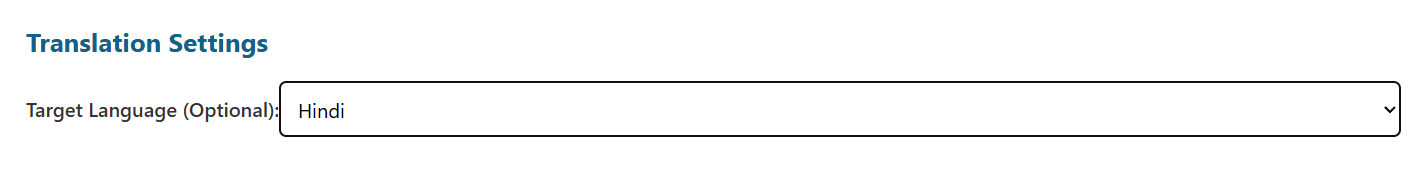 Translation Settings
Target Language (Optional): Hindi